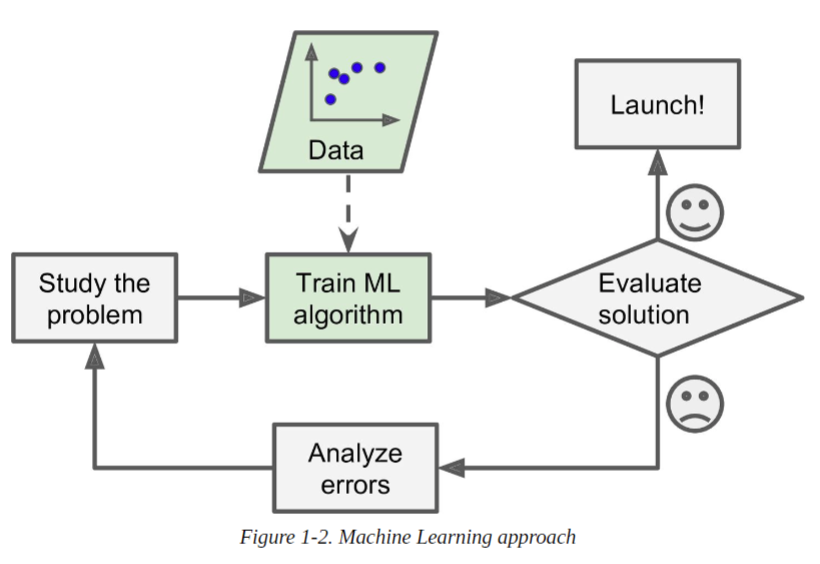 Data
Launch!
Study the
problem
Train ML
algorithm
Evaluate
solution
Analyze
errors
Figure 1-2. Machine Learning approach